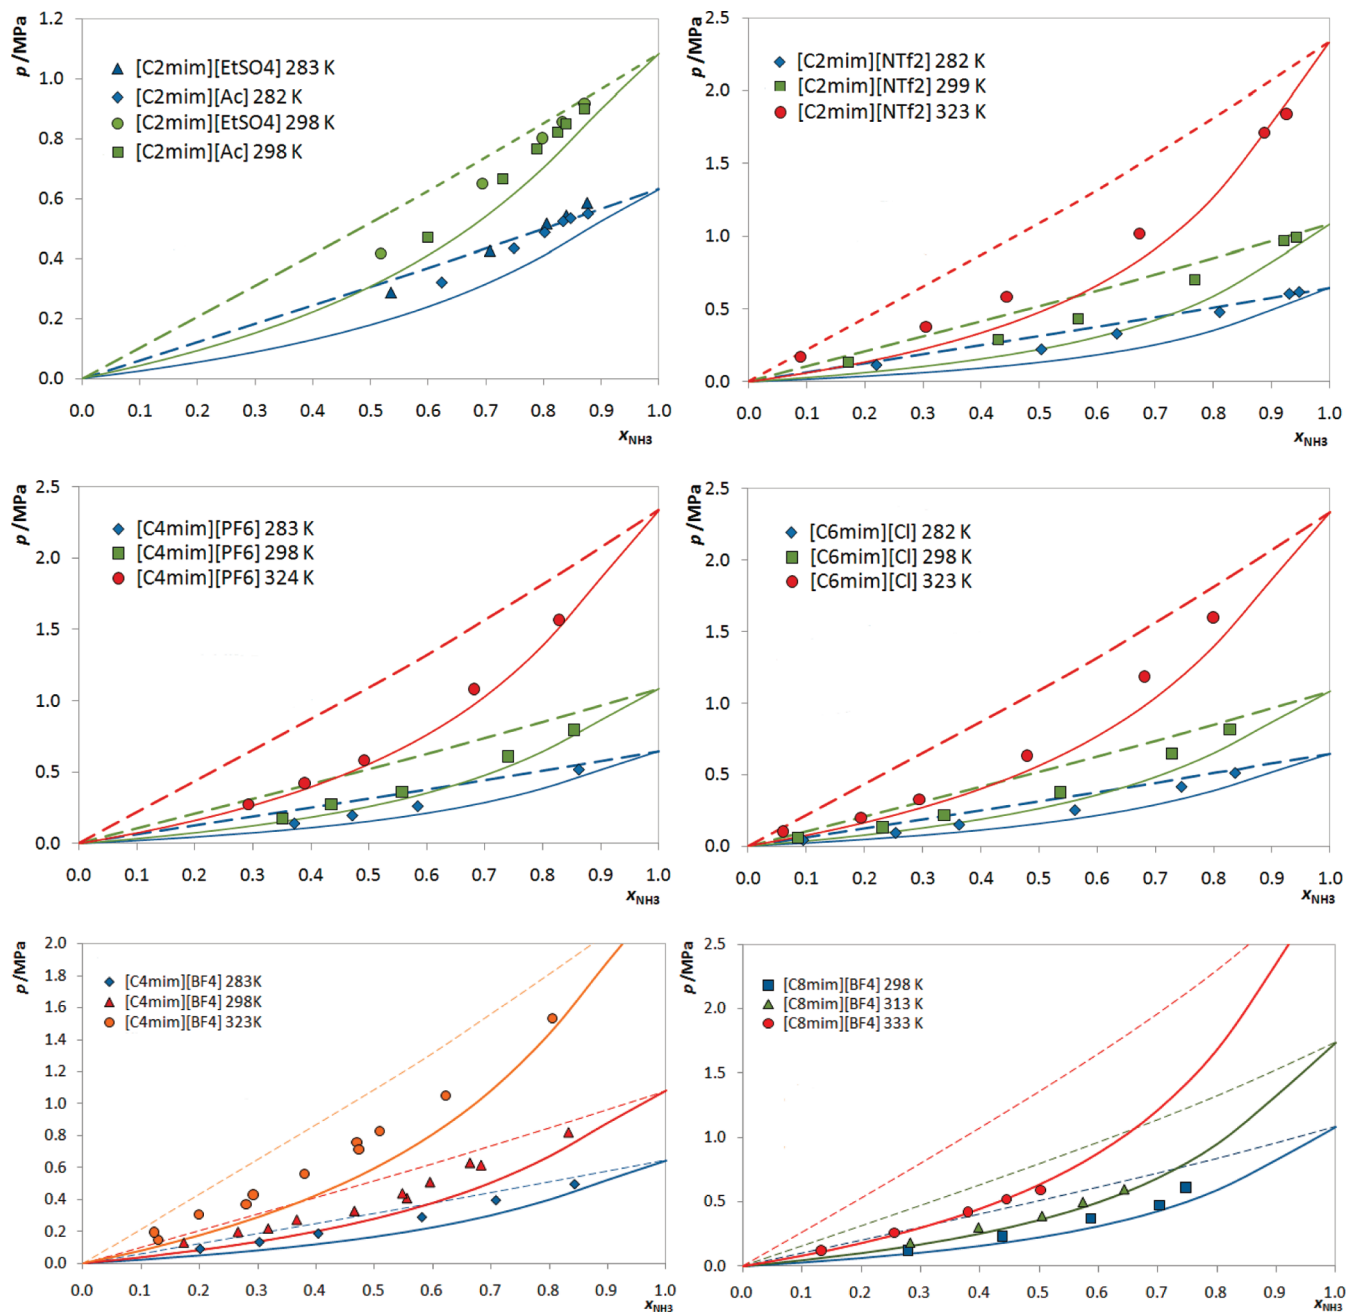 p /MPa
1.2
1.0
0.8
0.6
0.4
0.2
0.0
[C2mim][EtSO4] 283 K
[C2mim][Ac] 282 K
[C2mim][EtSO4] 298 K
[C2mim][Ac] 298 K
0.0 0.1 0.2 0.3 0.4 0.5 0.6 0.7 0.8 0.9 1.0
xNH3
p /MPa
2.5
2.0
1.5
1.0
0.5
0.0
[C2mim][NTf2] 282 K
[C2mim][NTf2] 299 K
[C2mim][NTf2] 323 K
0.0 0.1 0.2 0.3 0.4 0.5 0.6 0.7 0.8 0.9 1.0
xNH3
p /MPa
2.5
2.0
1.5
1.0
0.5
0.0
[C4mim][PF6] 283 K
[C4mim][PF6] 298 K
[C4mim][PF6] 324 K
0.0 0.1 0.2 0.3 0.4 0.5 0.6 0.7 0.8 0.9 1.0
xNH3
p /MPa
2.5
2.0
1.5
1.0
0.5
0.0
[C6mim][Cl] 282 K
[C6mim][Cl] 298 K
[C6mim][Cl] 323 K
0.0 0.1 0.2 0.3 0.4 0.5 0.6 0.7 0.8 0.9 1.0
xNH3
p /MPa
2.0
1.8
1.6
1.4
1.2
1.0
0.8
0.6
0.4
0.2
0.0
[C4mim][BF4] 283K
[C4mim][BF4] 298K
[C4mim][BF4] 323K
0.0 0.1 0.2 0.3 0.4 0.5 0.6 0.7 0.8 0.9 1.0
xNH3
p /MPa
2.5
2.0
1.5
1.0
0.5
0.0
[C8mim][BF4] 298 K
[C8mim][BF4] 313 K
[C8mim][BF4] 333 K
0.0 0.1 0.2 0.3 0.4 0.5 0.6 0.7 0.8 0.9 1.0
xNH3